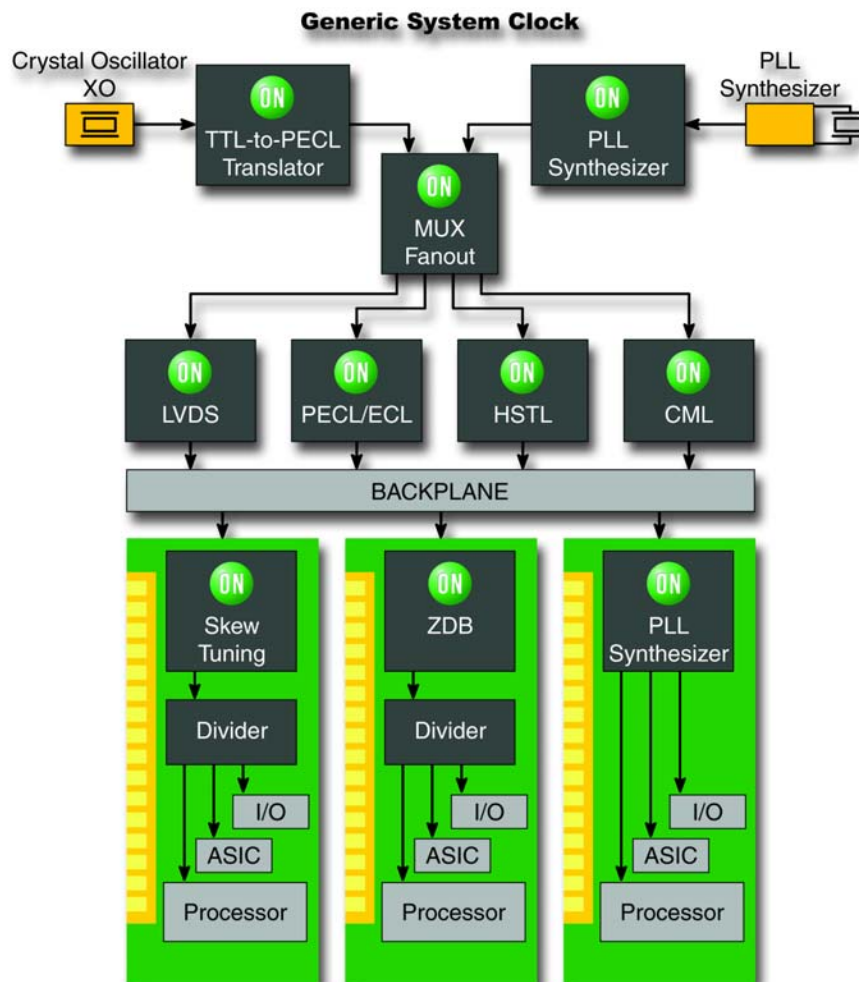 Generic System Clock
Crystal Oscillator
XO
ON
TTL-to-PECL
Translator
ON
PLL
Synthesizer
PLL
Synthesizer
ON
MUX
Fanout
ON
LVDS
ON
PECL/ECL
ON
HSTL
ON
CML
BACKPLANE
ON
Skew
Tuning
Divider
I/O
ASIC
Processor
ON
ZDB
Divider
I/O
ASIC
Processor
ON
PLL
Synthesizer
I/O
ASIC
Processor